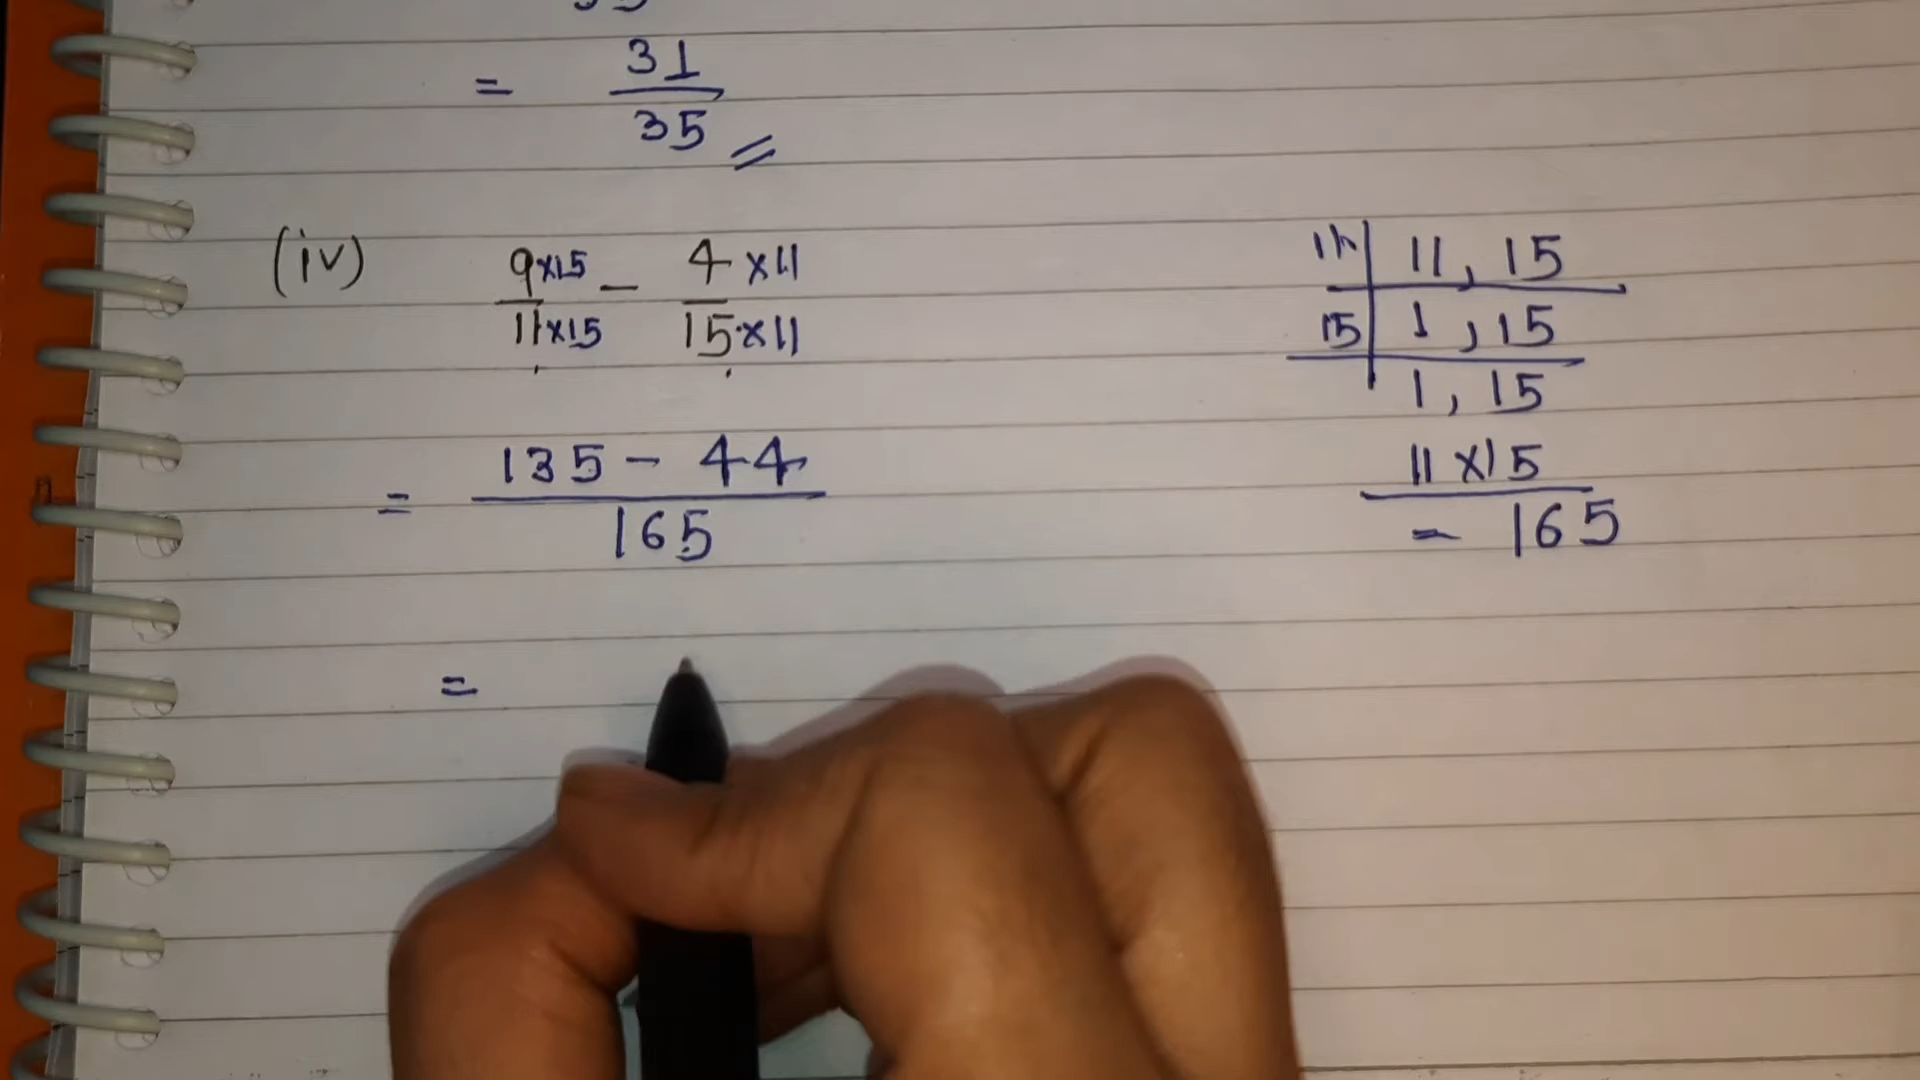 = 31/35
(iv) 9×15/11×15 − 4×11/15×11
= 135 − 44/165
=
11 | 11, 15
15 | 1, 15
1, 15
11 × 15
= 165